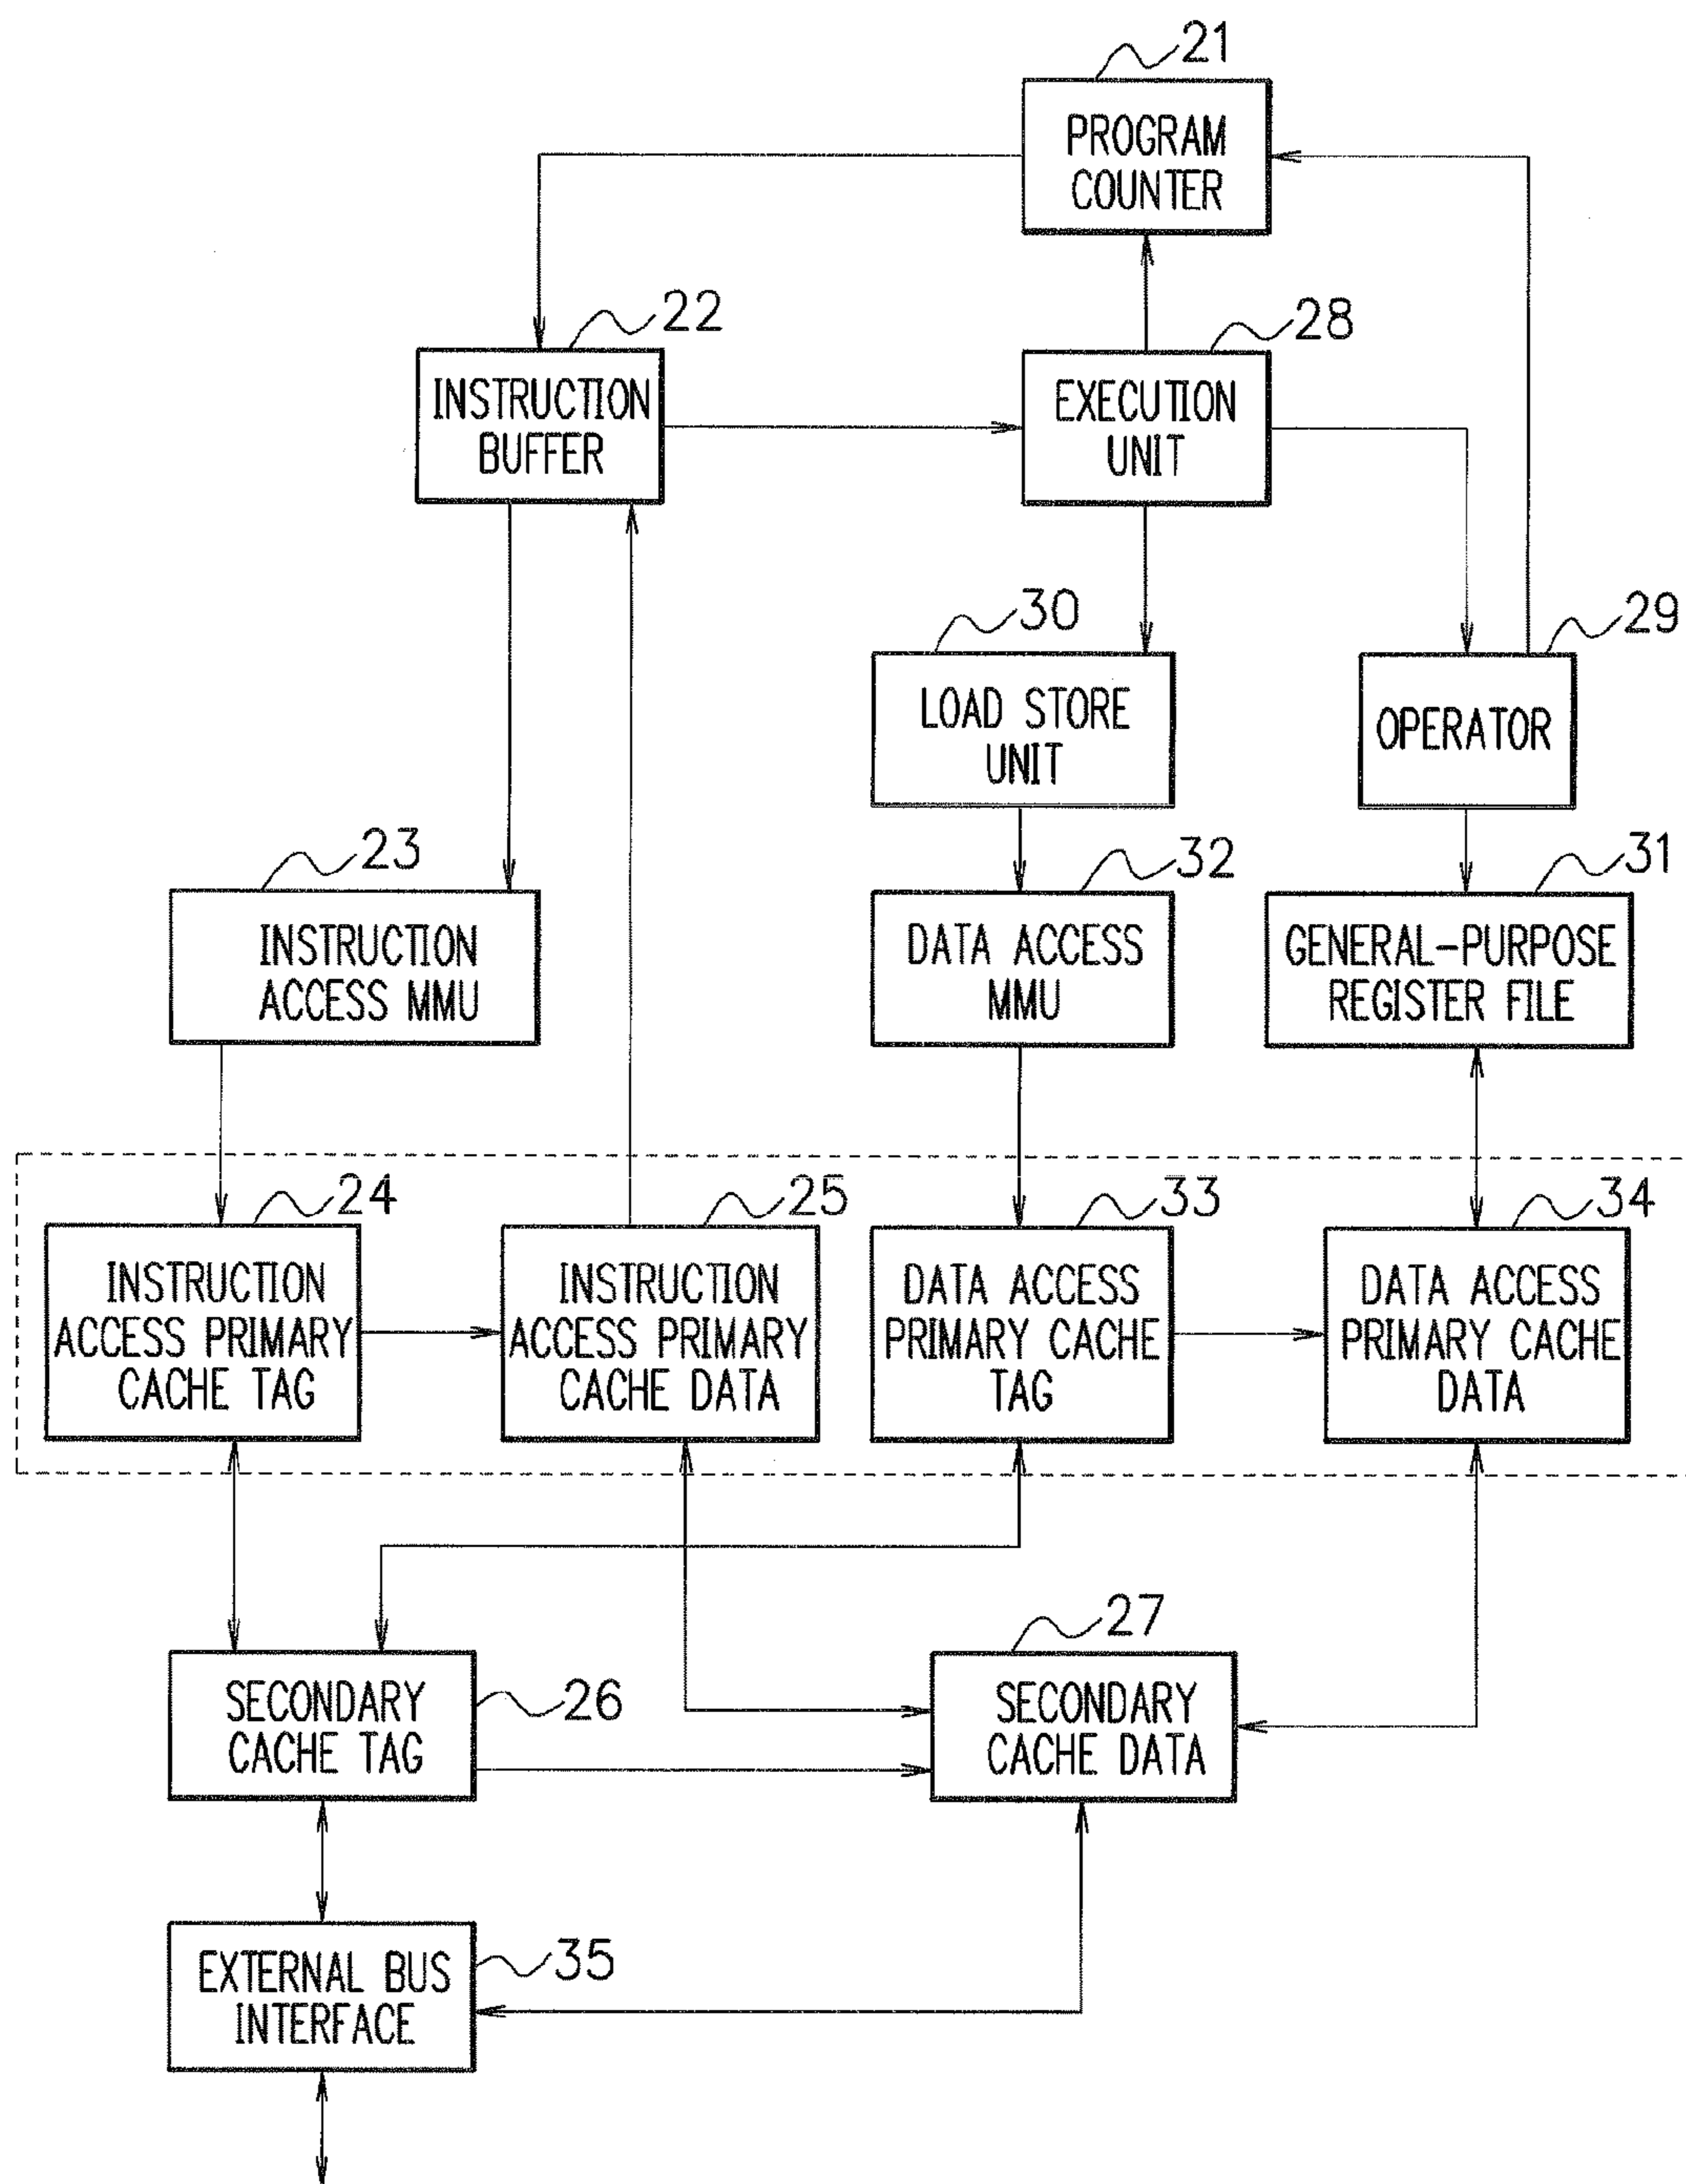 21
PROGRAM
COUNTER
22
INSTRUCTION
BUFFER
28
EXECUTION
UNIT
30
LOAD STORE
UNIT
29
OPERATOR
23
INSTRUCTION
ACCESS MMU
32
DATA ACCESS
MMU
31
GENERAL-PURPOSE
REGISTER FILE
24
INSTRUCTION
ACCESS PRIMARY
CACHE TAG
25
INSTRUCTION
ACCESS PRIMARY
CACHE DATA
33
DATA ACCESS
PRIMARY CACHE
TAG
34
DATA ACCESS
PRIMARY CACHE
DATA
26
SECONDARY
CACHE TAG
27
SECONDARY
CACHE DATA
35
EXTERNAL BUS
INTERFACE